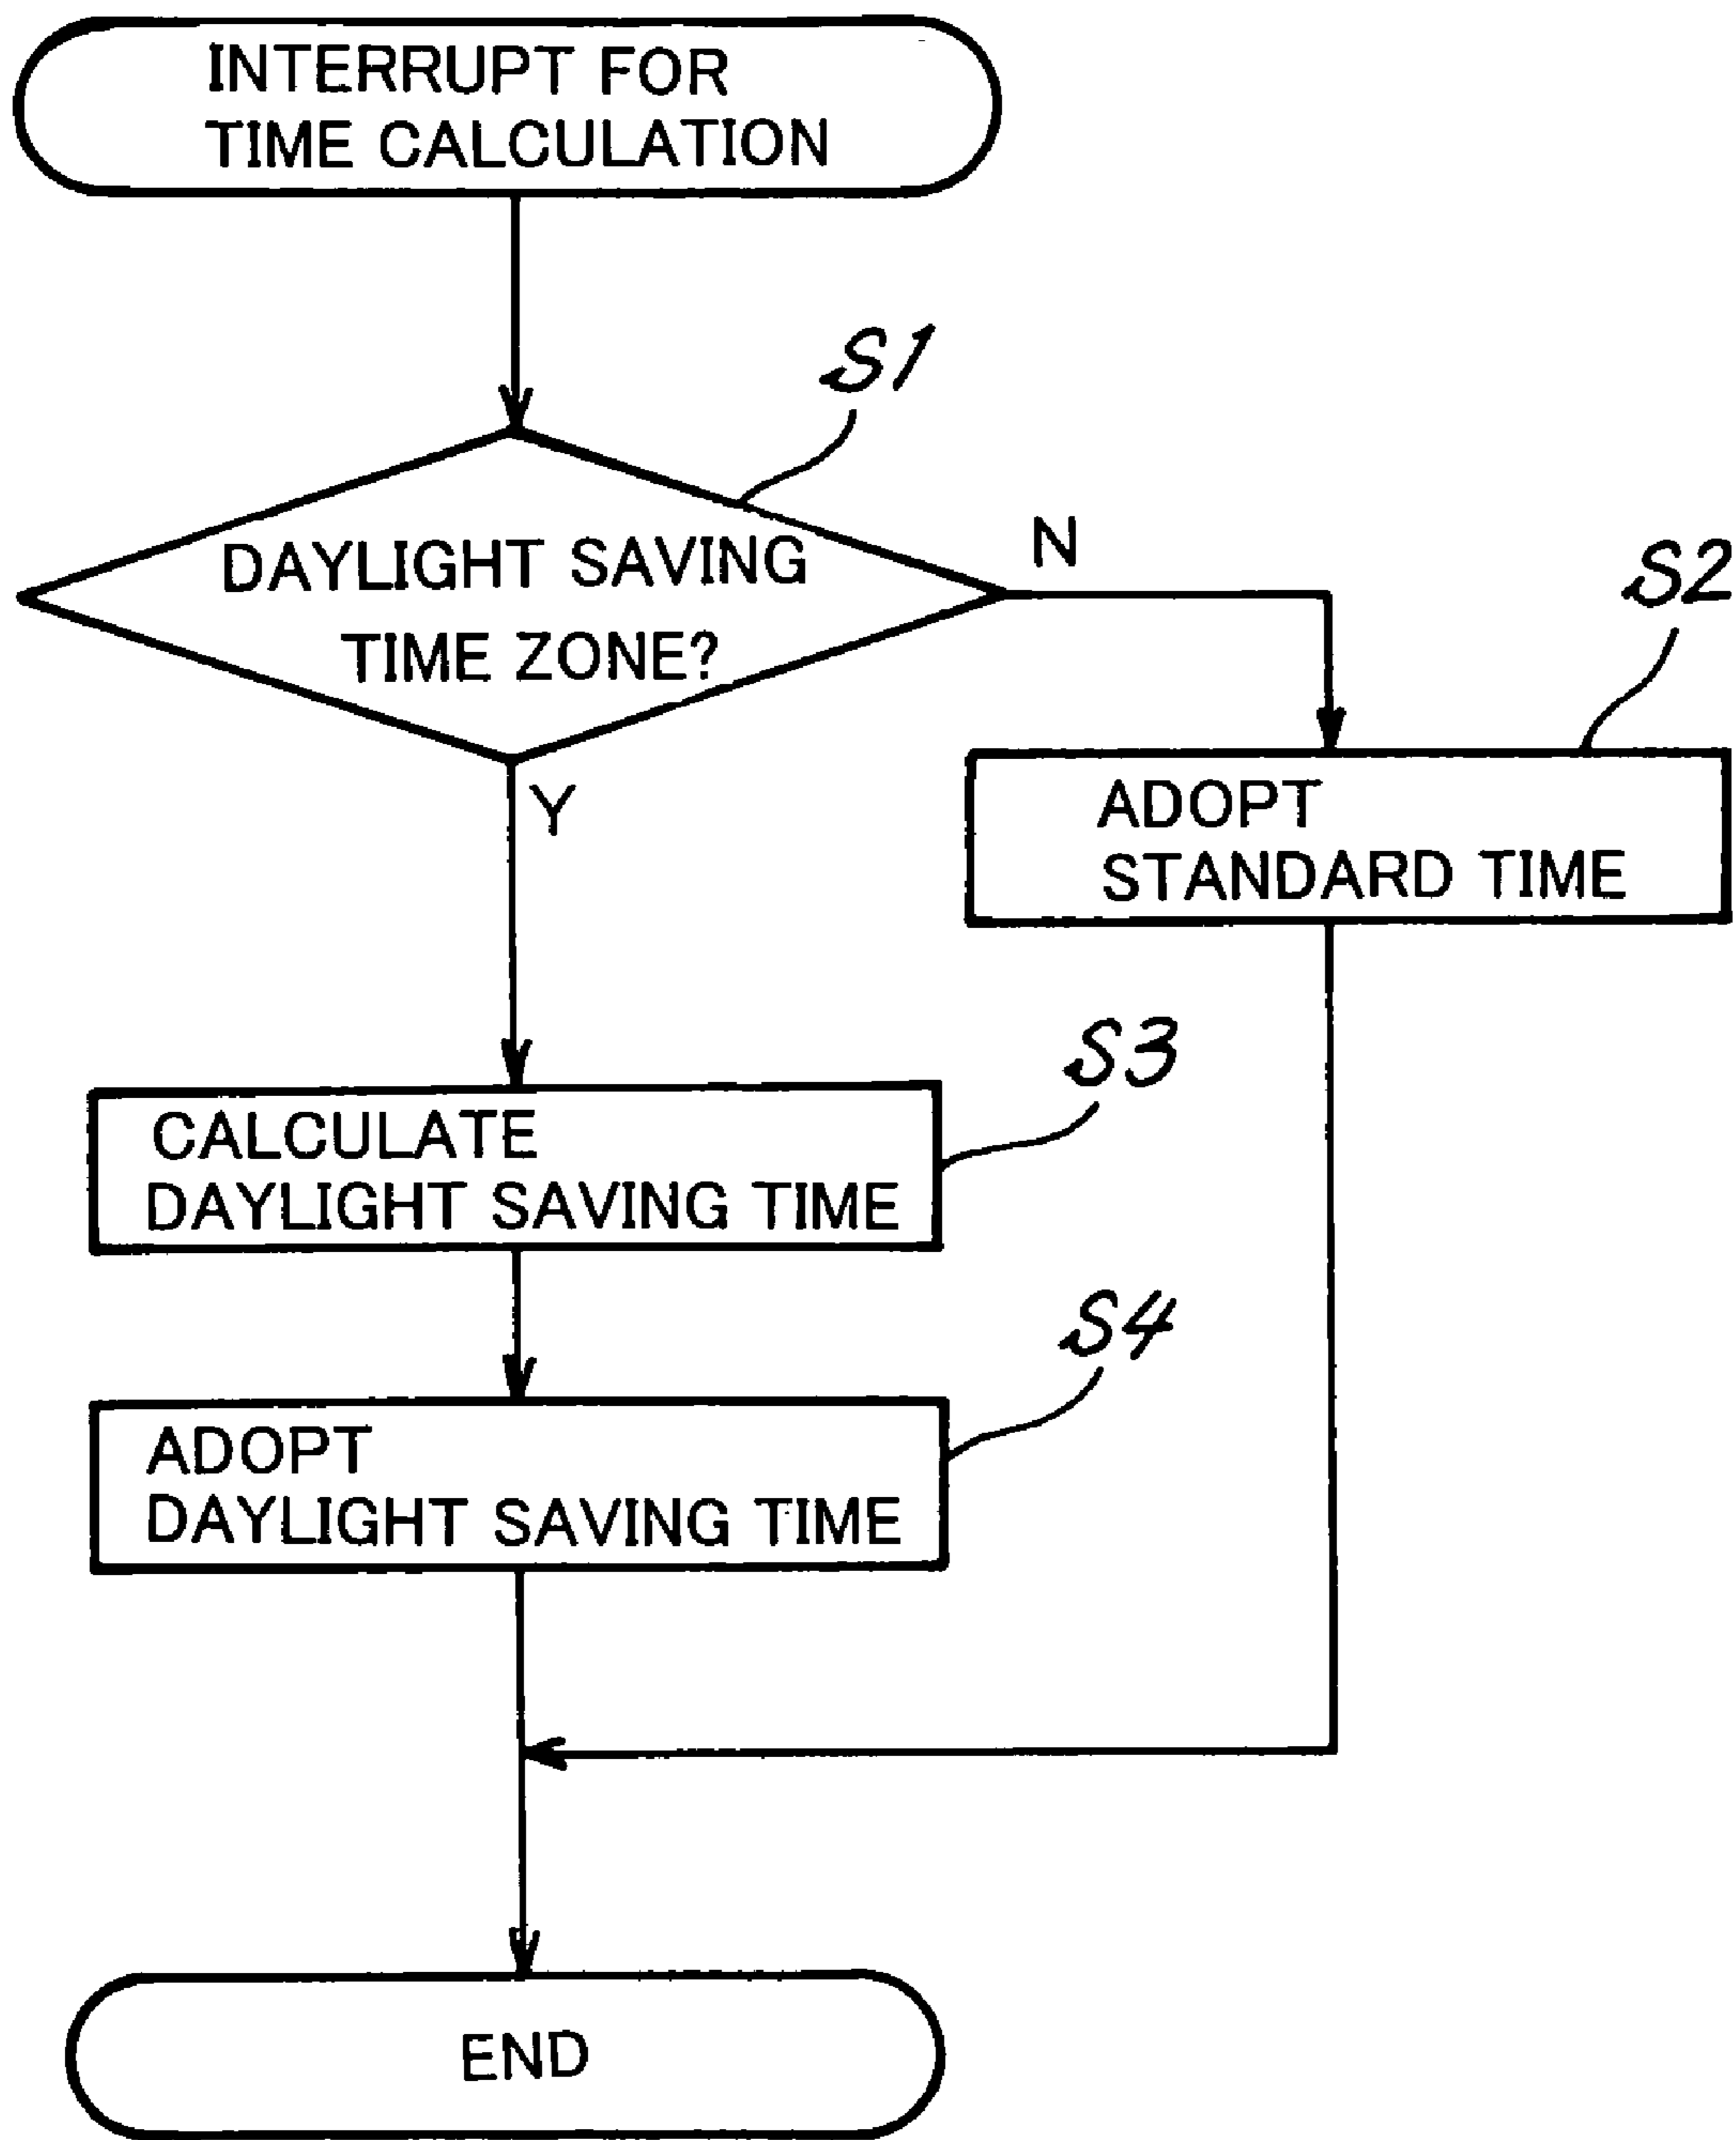 INTERRUPT FOR
TIME CALCULATION
S1
DAYLIGHT SAVING
TIME ZONE?
N
S2
Y
ADOPT
STANDARD TIME
S3
CALCULATE
DAYLIGHT SAVING TIME
S4
ADOPT
DAYLIGHT SAVING TIME
END